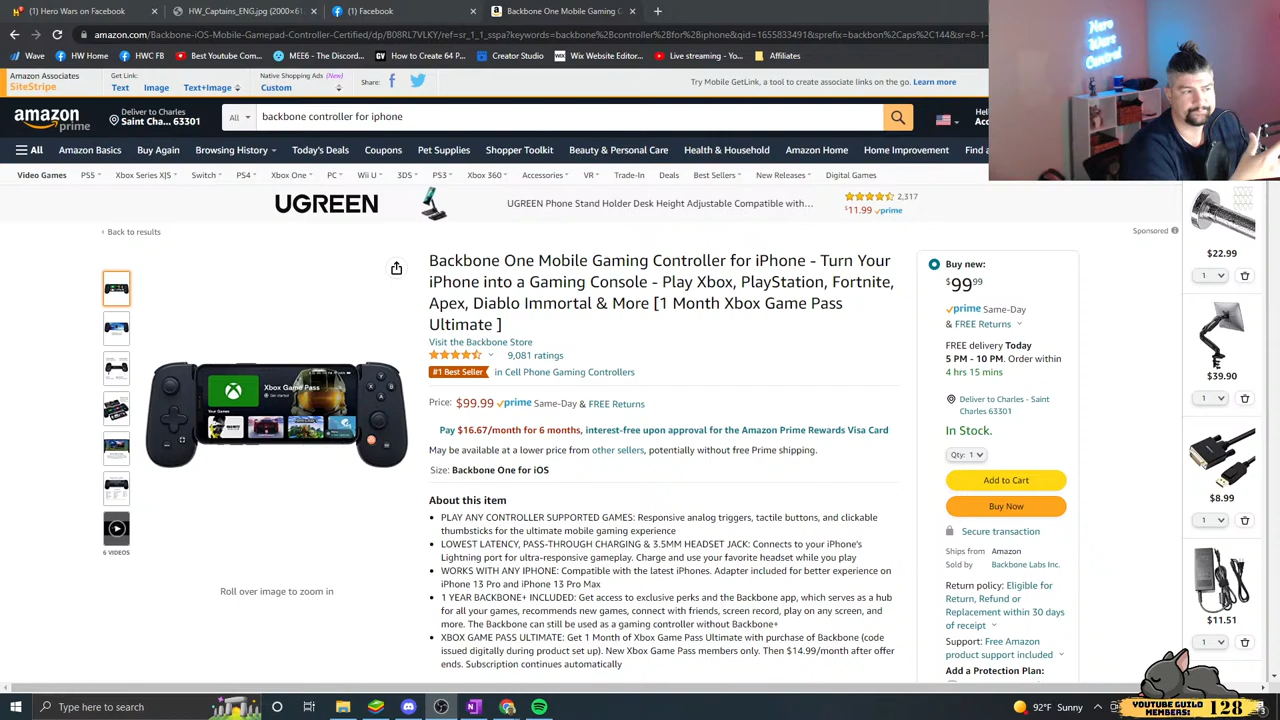 (1) Hero Wars on Facebook
HW_Captains_ENG.jpg (2000×61
(1) Facebook
Backbone One Mobile Gaming C
amazon.com/Backbone-iOS-Mobile-Gamepad-Controller-Certified/dp/B08RL7VLKY/ref=sr_1_1_sspa?keywords=backbone%2Bcontroller%2Bfor%2Biphone&qid=1655833491&sprefix=backbon%2Caps%2C144&sr=8-1-
Wave
Facebook
HWC FB
Best Youtube Com...
MEE6 - The Discord...
Going Over My Pod...
Creator Studio
Wix Website Editor...
Live streaming - Yo...
Affiliates
Amazon Associates
SiteStripe
Get Link:
Text
Image
Text+Image
Native Shopping Ads (New)
Custom
Share:
Try Mobile GetLink, a tool to create associate links on the go. Learn more
amazon
prime
Deliver to Charles
Saint Cha... 63301
All
backbone controller for iphone
Hell
Acc
All
Amazon Basics
Buy Again
Browsing History
Today's Deals
Coupons
Pet Supplies
Shopper Toolkit
Beauty & Personal Care
Health & Household
Amazon Home
Home Improvement
Find a
Video Games
PS5
Xbox Series X|S
Switch
PS4
Xbox One
PC
Wii U
3DS
PS3
Xbox 360
Accessories
VR
Trade-In
Deals
Best Sellers
New Releases
Digital Games
Hero
Wars
Central
UGREEN
UGREEN Phone Stand Holder Desk Height Adjustable Compatible with...
2,317
$11.99 prime
‹ Back to results
Sponsored
Backbone One Mobile Gaming Controller for iPhone - Turn Your
iPhone into a Gaming Console - Play Xbox, PlayStation, Fortnite,
Apex, Diablo Immortal & More [1 Month Xbox Game Pass
Ultimate ]
Visit the Backbone Store
9,081 ratings
#1 Best Seller in Cell Phone Gaming Controllers
Price: $99.99 prime Same-Day & FREE Returns
Pay $16.67/month for 6 months, interest-free upon approval for the Amazon Prime Rewards Visa Card
May be available at a lower price from other sellers, potentially without free Prime shipping.
Size: Backbone One for iOS
About this item
• PLAY ANY CONTROLLER SUPPORTED GAMES: Responsive analog triggers, tactile buttons, and clickable
thumbsticks for the ultimate mobile gaming experience
• LOWEST LATENCY, PASS-THROUGH CHARGING & 3.5MM HEADSET JACK: Connects to your iPhone's
Lightning port for ultra-responsive gameplay. Charge and use your favorite headset while you play
• WORKS WITH ANY IPHONE: Compatible with the latest iPhones. Adapter included for better experience on
iPhone 13 Pro and iPhone 13 Pro Max
• 1 YEAR BACKBONE+ INCLUDED: Get access to exclusive perks and the Backbone app, which serves as a hub
for all your games, recommends new games, connect with friends, screen record, play on any screen, and
more. The Backbone can still be used as a gaming controller without Backbone+
• XBOX GAME PASS ULTIMATE: Get 1 Month of Xbox Game Pass Ultimate with purchase of Backbone (code
issued digitally during product set up). New Xbox Game Pass members only. Then $14.99/month after offer
ends. Subscription continues automatically
Xbox Game Pass
Get started
Your Games
6 VIDEOS
Roll over image to zoom in
Buy new:
$99 99
prime Same-Day
& FREE Returns
FREE delivery Today
5 PM - 10 PM. Order within
4 hrs 15 mins
Deliver to Charles - Saint
Charles 63301
In Stock.
Qty: 1
Add to Cart
Buy Now
Secure transaction
Ships from Amazon
Sold by Backbone Labs Inc.
Return policy: Eligible for
Return, Refund or
Replacement within 30 days
of receipt
Support: Free Amazon
product support included
Add a Protection Plan:
$22.99
1
$39.90
1
$8.99
1
$11.51
1
Type here to search
92°F Sunny
YOUTUBE GUILD
MEMBERS:
128